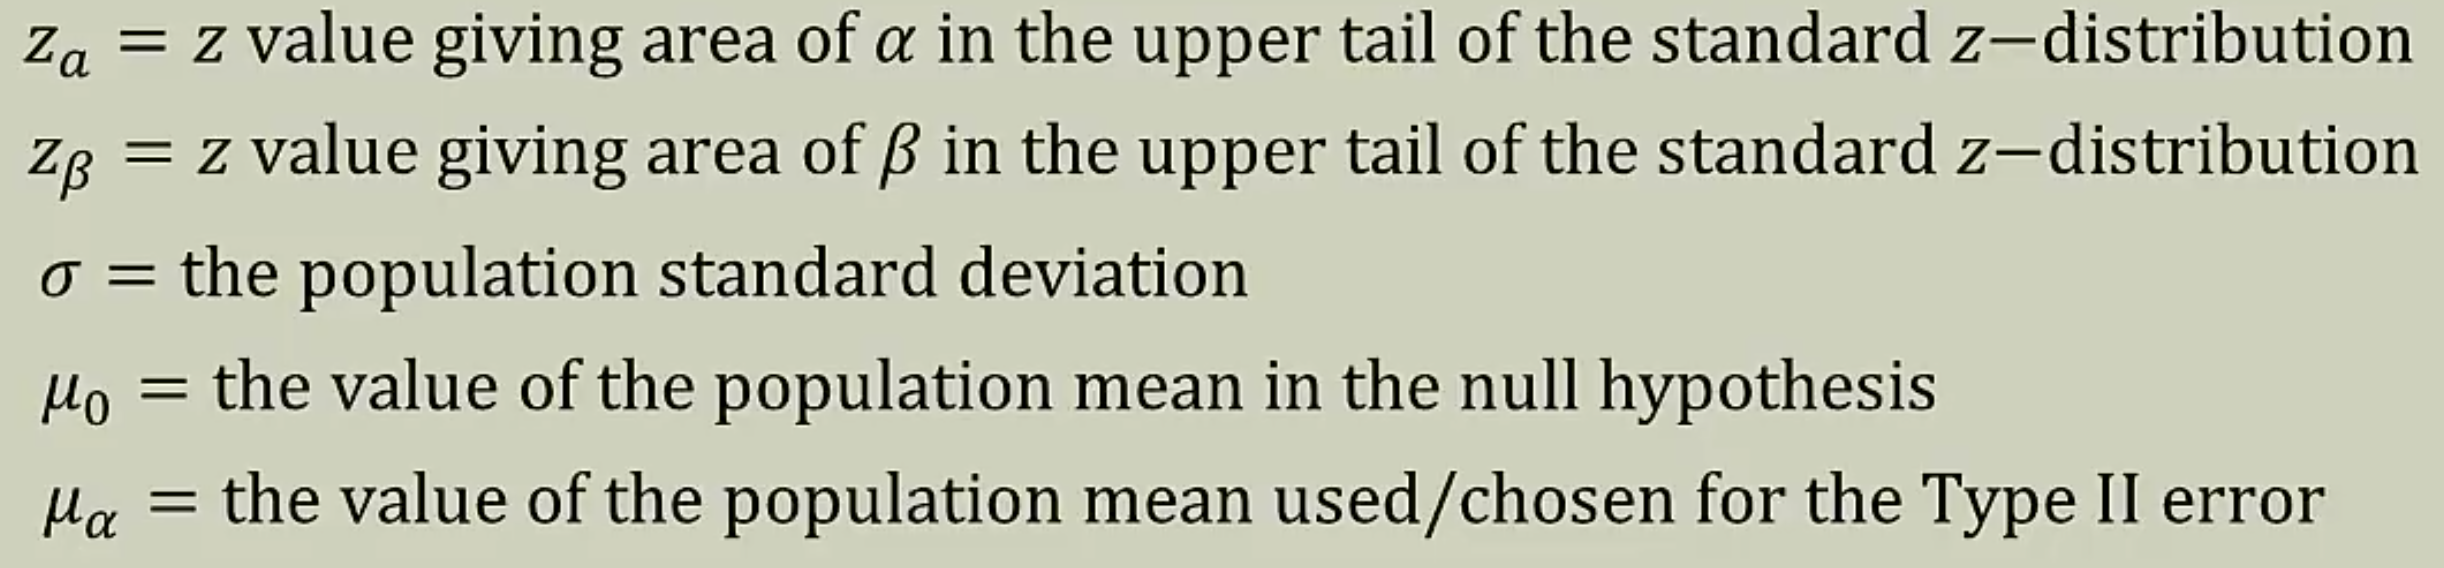 zₐ = z value giving area of α in the upper tail of the standard z−distribution
z_β = z value giving area of β in the upper tail of the standard z−distribution
σ = the population standard deviation
μ₀ = the value of the population mean in the null hypothesis
μ_α = the value of the population mean used/chosen for the Type II error